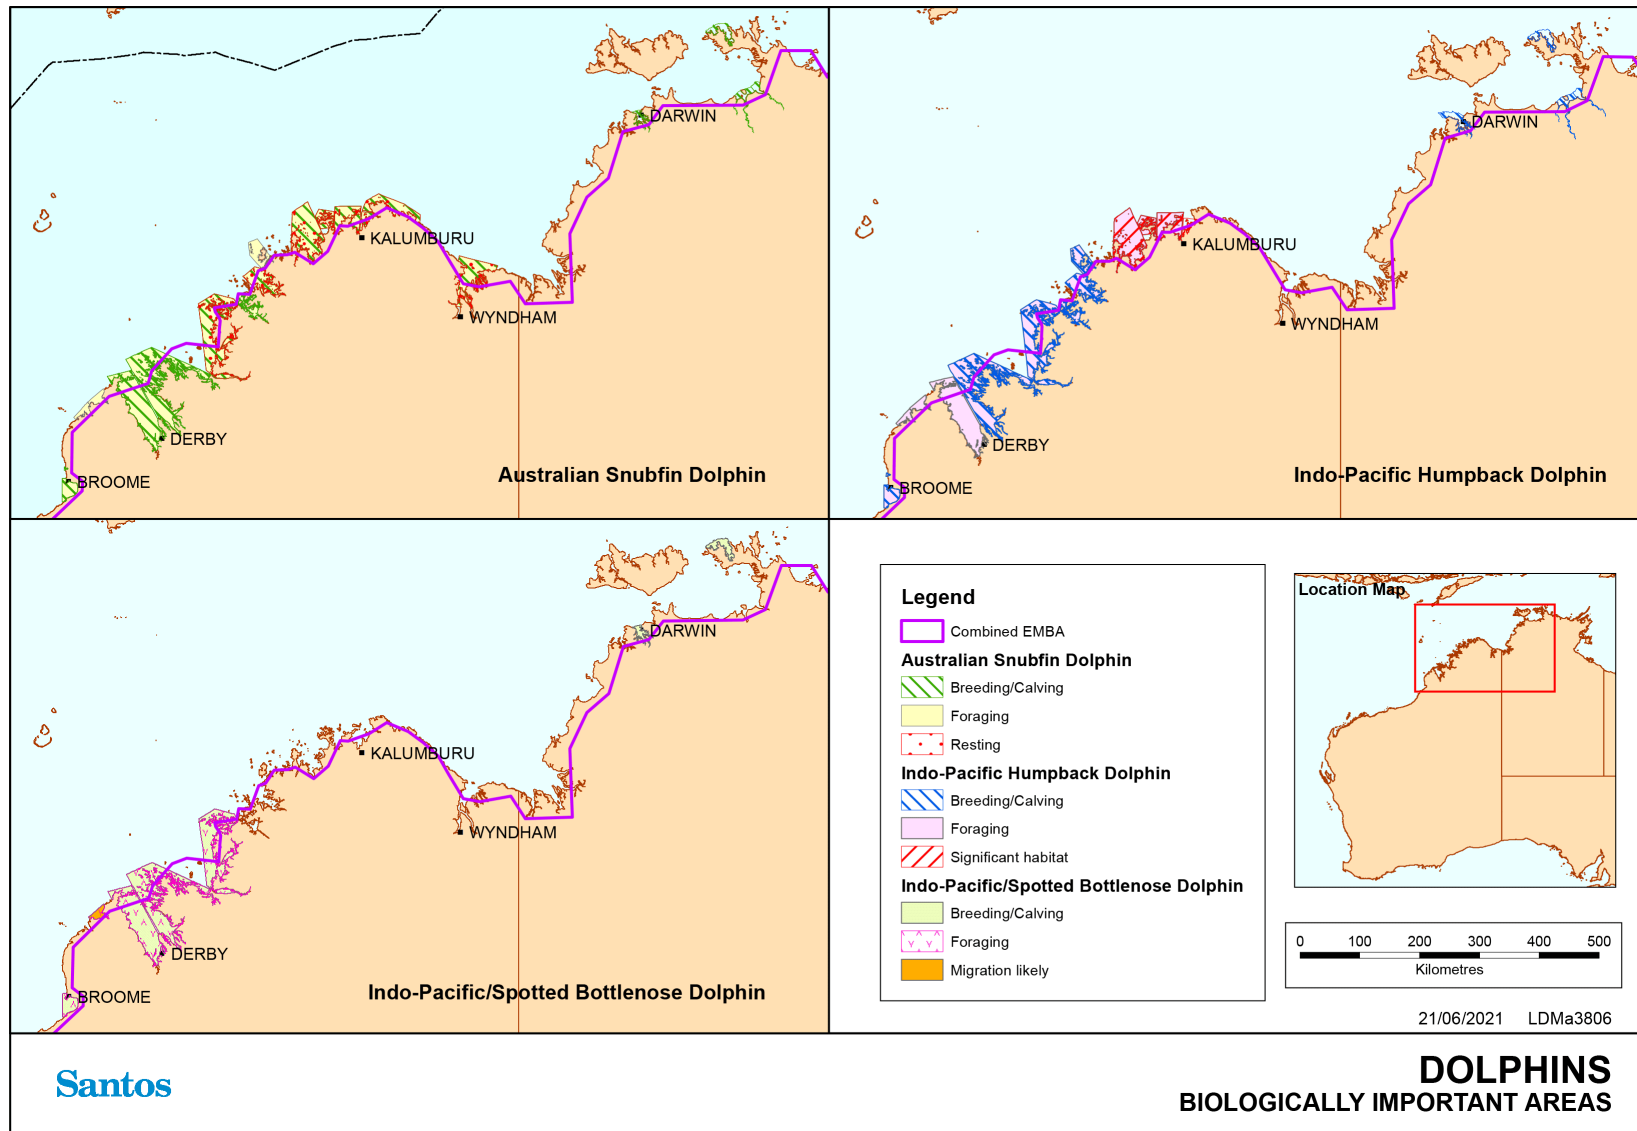 DARWIN
KALUMBURU
WYNDHAM
DERBY
BROOME
Australian Snubfin Dolphin
DARWIN
KALUMBURU
WYNDHAM
DERBY
BROOME
Indo-Pacific Humpback Dolphin
DARWIN
KALUMBURU
WYNDHAM
DERBY
BROOME
Indo-Pacific/Spotted Bottlenose Dolphin
Legend
Combined EMBA
Australian Snubfin Dolphin
Breeding/Calving
Foraging
Resting
Indo-Pacific Humpback Dolphin
Breeding/Calving
Foraging
Significant habitat
Indo-Pacific/Spotted Bottlenose Dolphin
Breeding/Calving
Foraging
Migration likely
Location Map
0 100 200 300 400 500
Kilometres
21/06/2021 LDMa3806
Santos
DOLPHINS
BIOLOGICALLY IMPORTANT AREAS